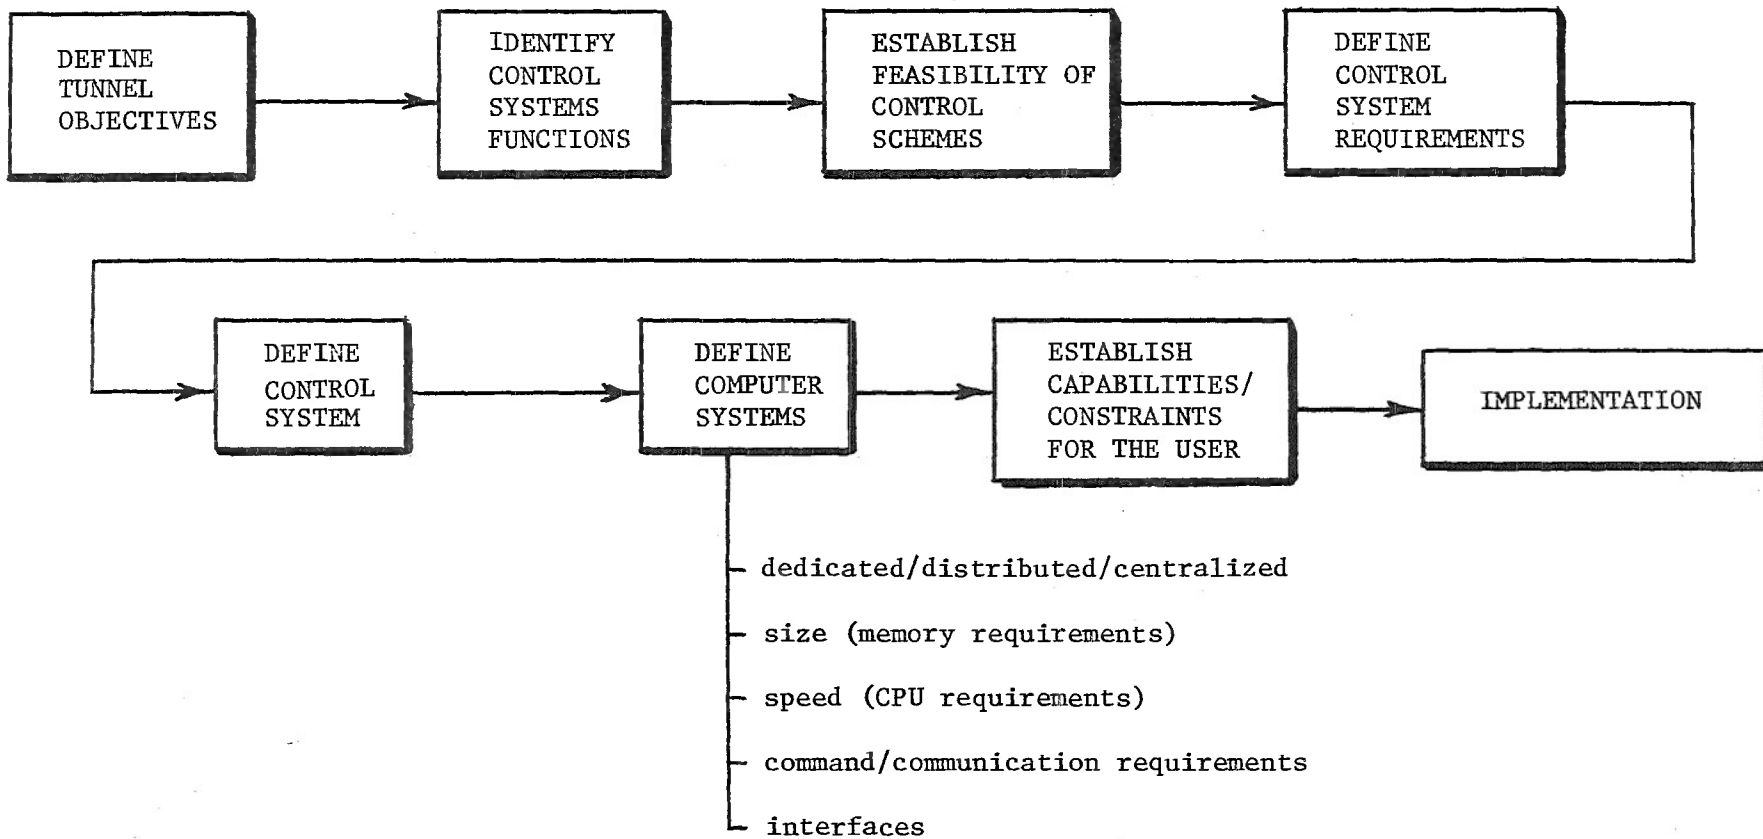 DEFINE
TUNNEL
OBJECTIVES
IDENTIFY
CONTROL
SYSTEMS
FUNCTIONS
ESTABLISH
FEASIBILITY OF
CONTROL
SCHEMES
DEFINE
CONTROL
SYSTEM
REQUIREMENTS
DEFINE
CONTROL
SYSTEM
DEFINE
COMPUTER
SYSTEMS
ESTABLISH
CAPABILITIES/
CONSTRAINTS
FOR THE USER
IMPLEMENTATION
dedicated/distributed/centralized
size (memory requirements)
speed (CPU requirements)
command/communication requirements
interfaces